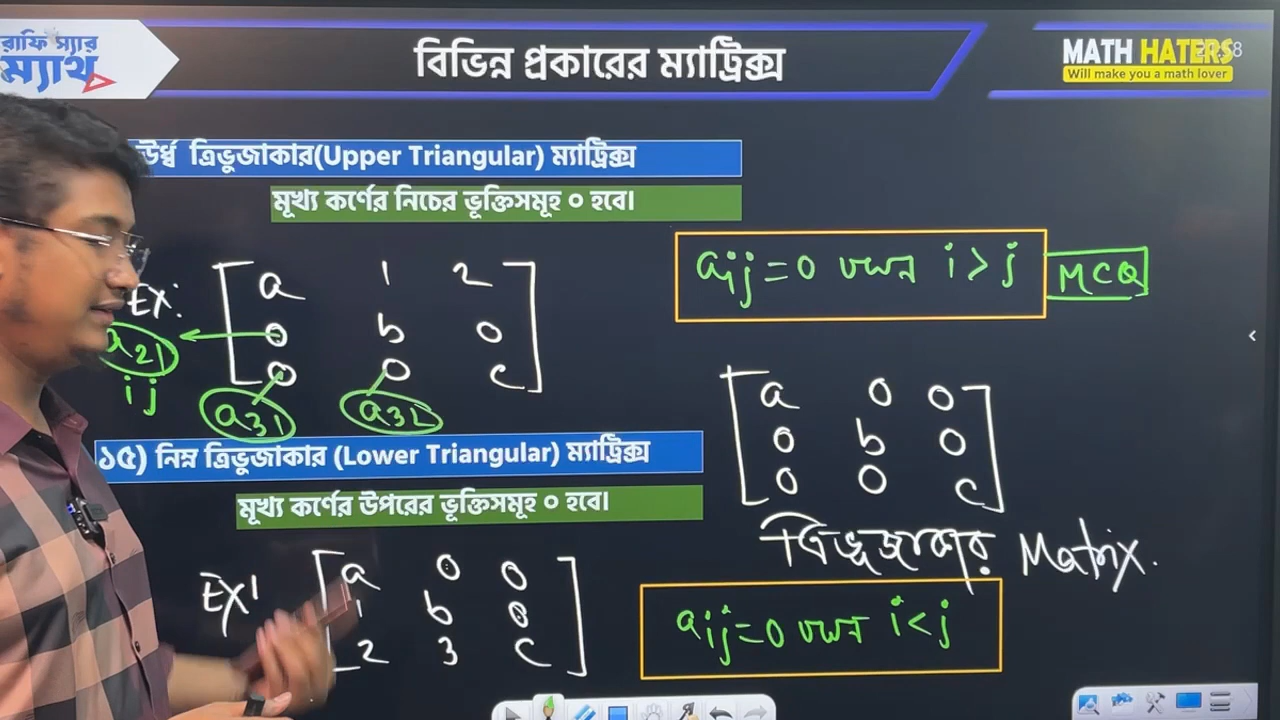 রাফি স্যার
ম্যাথ
বিভিন্ন প্রকারের ম্যাট্রিক্স
MATH HATERS
Will make you a math lover
ঊর্ধ্ব ত্রিভুজাকার(Upper Triangular) ম্যাট্রিক্স
মূখ্য কর্ণের নিচের ভূক্তিসমূহ ০ হবে।
aij=0 যখন i>j
MCQ
Ex:
a 1 2
0 b 0
0 0 c
a21
ij
a31
a32
a 0 0
0 b 0
0 0 c
ত্রিভূজাকার Matrix.
১৫) নিম্ন ত্রিভুজাকার (Lower Triangular) ম্যাট্রিক্স
মূখ্য কর্ণের উপরের ভূক্তিসমূহ ০ হবে।
Ex'
a 0 0
1 b 0
2 3 c
aij=0 যখন i<j